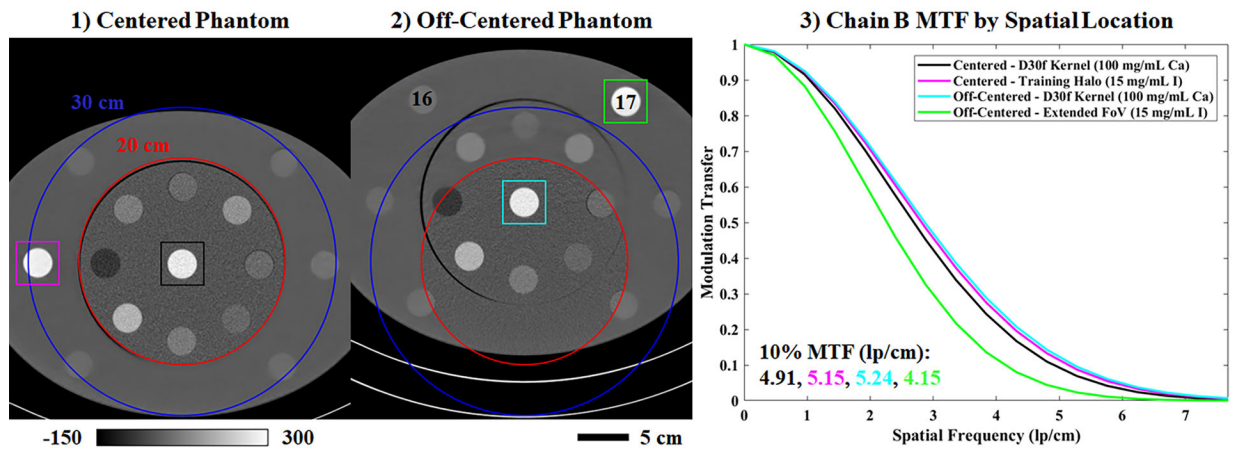 1) Centered Phantom
30 cm
20 cm
-150
300
2) Off-Centered Phantom
16
17
5 cm
3) Chain B MTF by Spatial Location
Modulation Transfer
1
0.9
0.8
0.7
0.6
0.5
0.4
0.3
0.2
0.1
0
Centered - D30f Kernel (100 mg/mL Ca)
Centered - Training Halo (15 mg/mL I)
Off-Centered - D30f Kernel (100 mg/mL Ca)
Off-Centered - Extended FoV (15 mg/mL I)
10% MTF (lp/cm):
4.91, 5.15, 5.24, 4.15
0 1 2 3 4 5 6 7
Spatial Frequency (lp/cm)